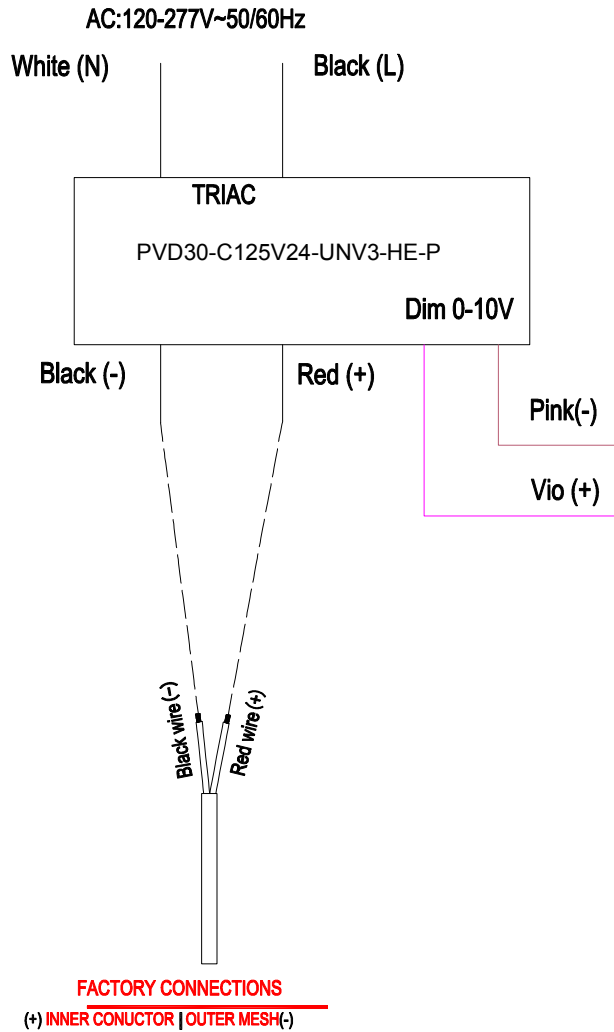 AC:120-277V~50/60Hz
White (N)
Black (L)
TRIAC
PVD30-C125V24-UNV3-HE-P
Dim 0-10V
Black (-)
Red (+)
Pink(-)
Vio (+)
Black wire (-)
Red wire (+)
FACTORY CONNECTIONS
(+) INNER CONUCTOR | OUTER MESH(-)